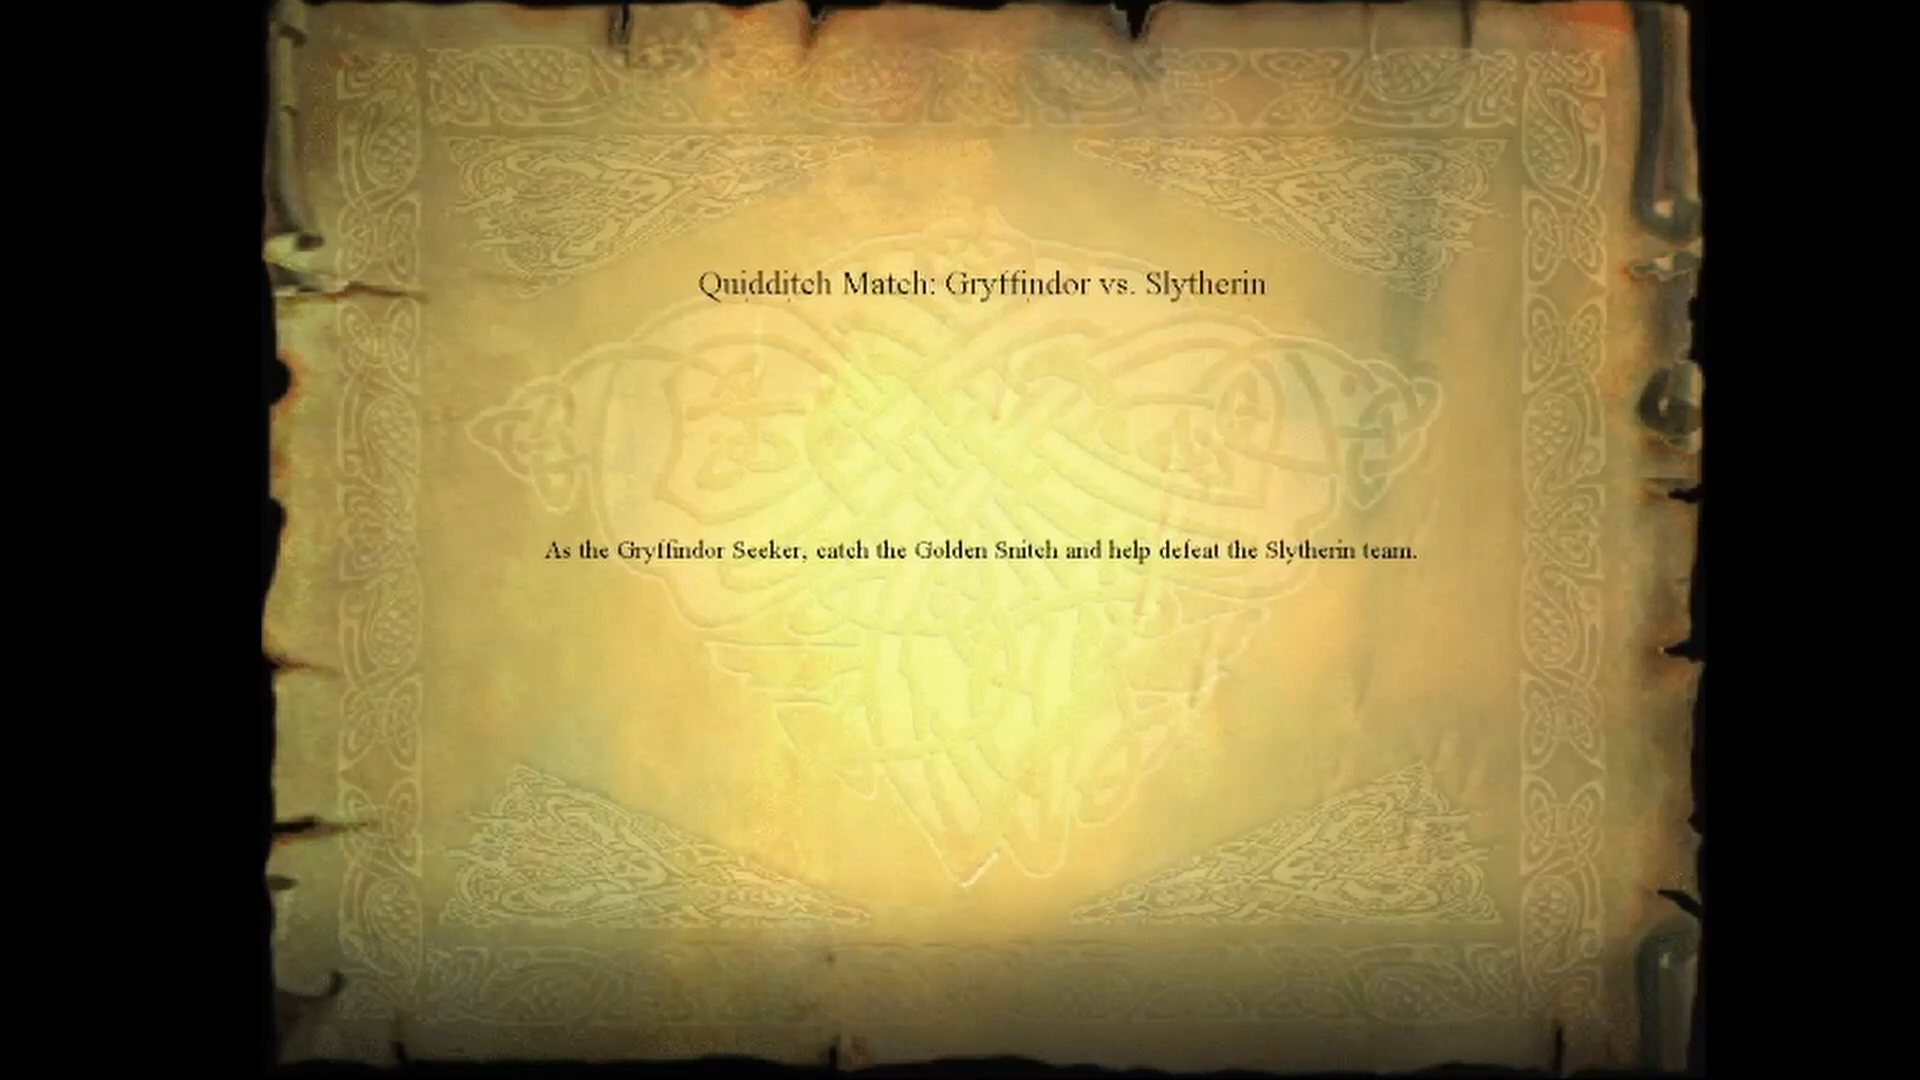 Quidditch Match: Gryffindor vs. Slytherin
As the Gryffindor Seeker, catch the Golden Snitch and help defeat the Slytherin team.